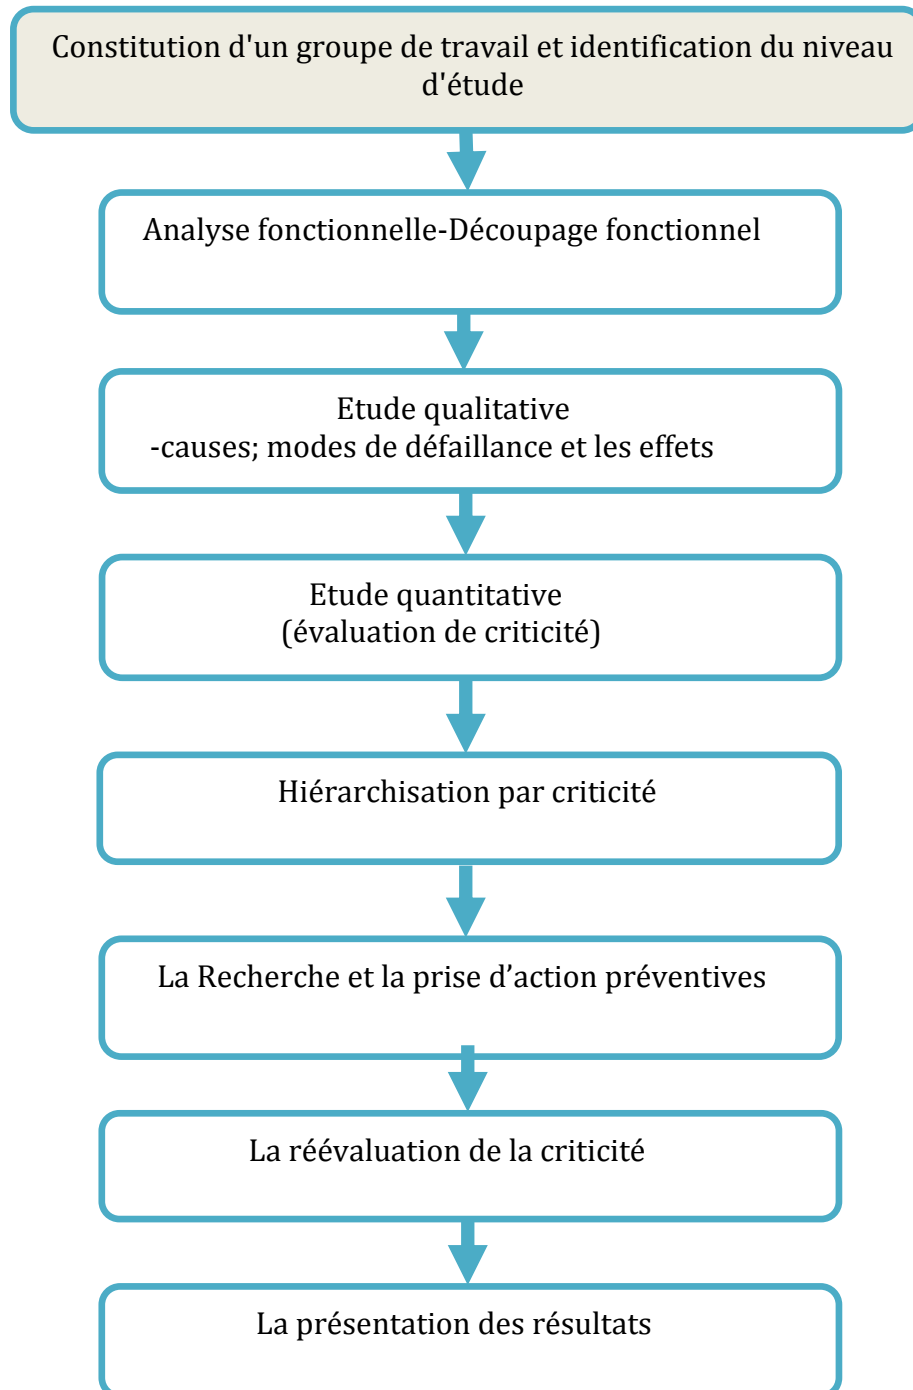 Constitution d'un groupe de travail et identification du niveau
d'étude
Analyse fonctionnelle-Découpage fonctionnel
Etude qualitative
-causes; modes de défaillance et les effets
Etude quantitative
(évaluation de criticité)
Hiérarchisation par criticité
La Recherche et la prise d’action préventives
La réévaluation de la criticité
La présentation des résultats